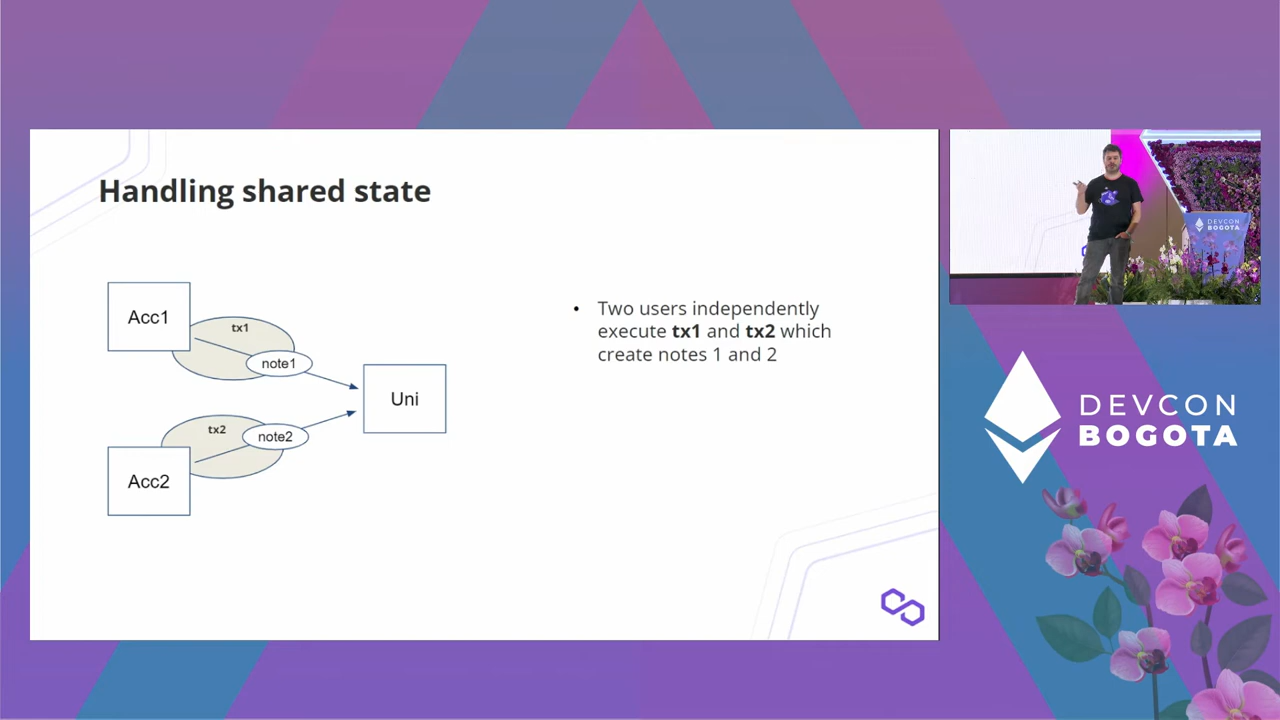 Handling shared state
Acc1
tx1
note1
Uni
tx2
note2
Acc2
• Two users independently
execute tx1 and tx2 which
create notes 1 and 2
DEVCON
BOGOTA
DEVCON
BOGOTA